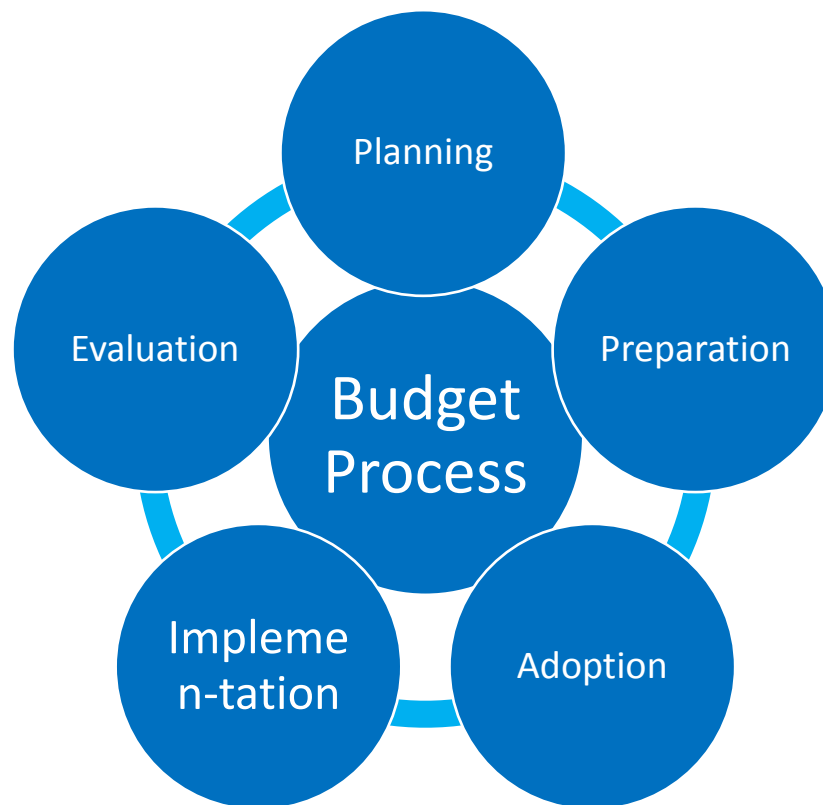 Planning
Preparation
Adoption
Impleme
n-tation
Evaluation
Budget
Process